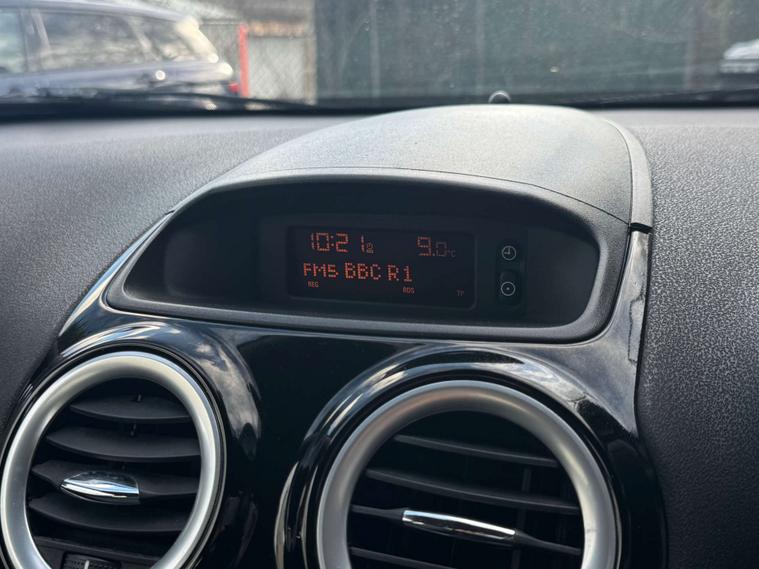 10:21 9.0°C
FM5 BBC R1
REG RDS TP